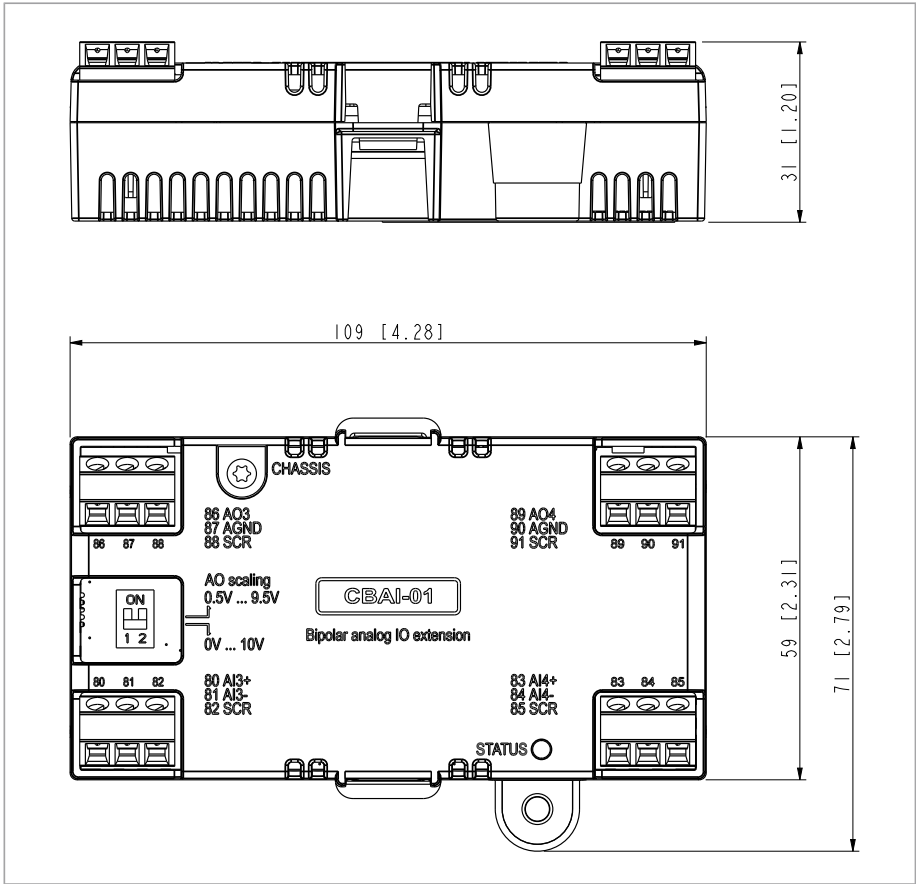 31 [1.20]
109 [4.28]
CHASSIS
86 AO3
87 AGND
88 SCR
89 AO4
90 AGND
91 SCR
86 87 88
89 90 91
AO scaling
0.5V ... 9.5V
ON
1 2
0V ... 10V
CBAI-01
Bipolar analog IO extension
59 [2.31]
71 [2.79]
80 81 82
80 AI3+
81 AI3-
82 SCR
83 AI4+
84 AI4-
85 SCR
83 84 85
STATUS